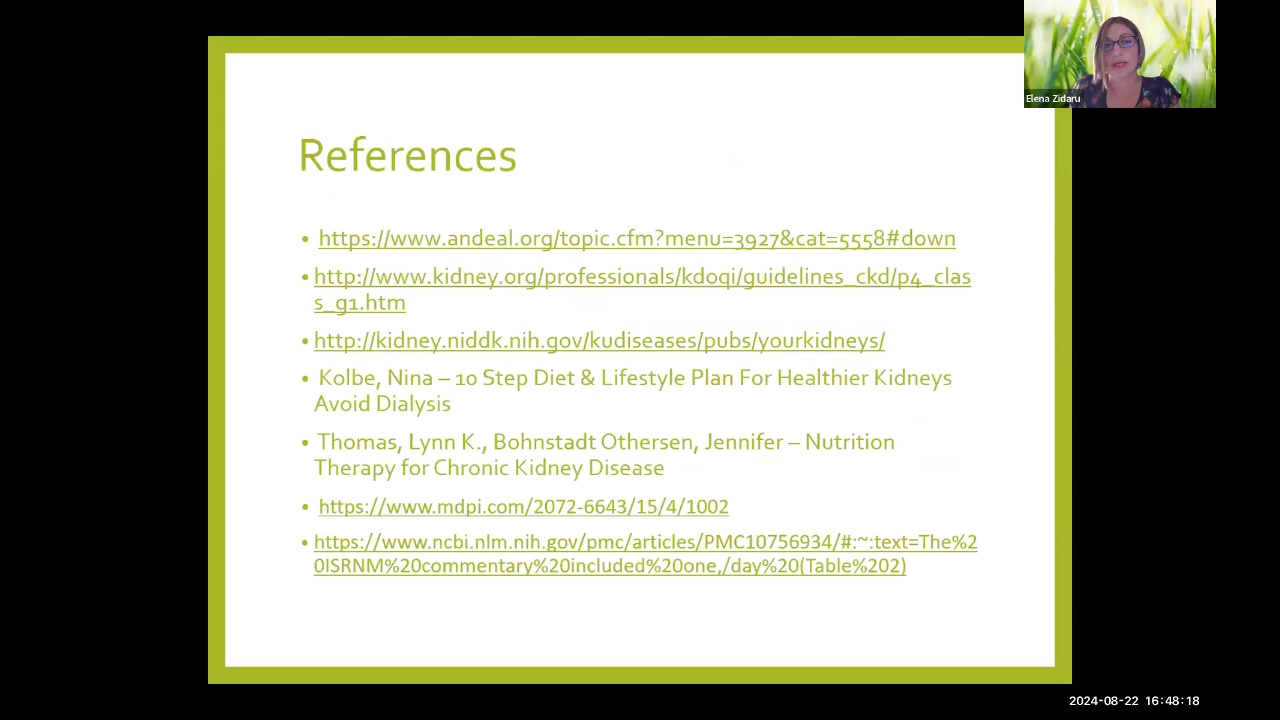 Elena Zidaru
References
• https://www.andeal.org/topic.cfm?menu=3927&cat=5558#down
• http://www.kidney.org/professionals/kdoqi/guidelines_ckd/p4_clas
s_g1.htm
• http://kidney.niddk.nih.gov/kudiseases/pubs/yourkidneys/
• Kolbe, Nina – 10 Step Diet & Lifestyle Plan For Healthier Kidneys
Avoid Dialysis
• Thomas, Lynn K., Bohnstadt Othersen, Jennifer – Nutrition
Therapy for Chronic Kidney Disease
• https://www.mdpi.com/2072-6643/15/4/1002
• https://www.ncbi.nlm.nih.gov/pmc/articles/PMC10756934/#:~:text=The%2
0ISRNM%20commentary%20included%20one,/day%20(Table%202)
2024-08-22 16:48:18